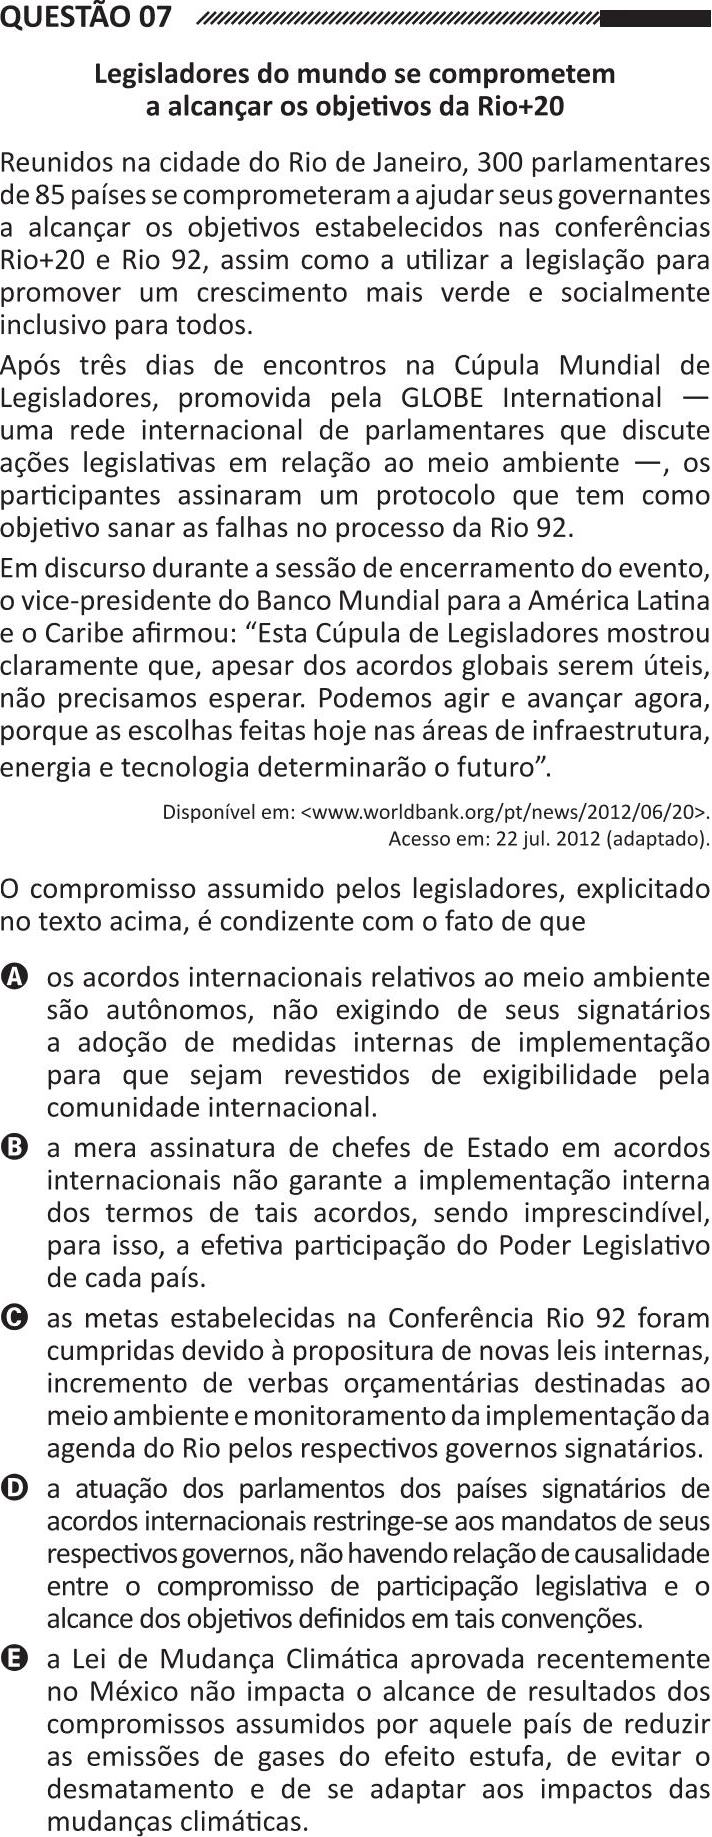 QUESTÃO 07
Legisladores do mundo se comprometem
a alcançar os objetivos da Rio+20
Reunidos na cidade do Rio de Janeiro, 300 parlamentares
de 85 países se comprometeram a ajudar seus governantes
a alcançar os objetivos estabelecidos nas conferências
Rio+20 e Rio 92, assim como a utilizar a legislação para
promover um crescimento mais verde e socialmente
inclusivo para todos.
Após três dias de encontros na Cúpula Mundial de
Legisladores, promovida pela GLOBE International —
uma rede internacional de parlamentares que discute
ações legislativas em relação ao meio ambiente —, os
participantes assinaram um protocolo que tem como
objetivo sanar as falhas no processo da Rio 92.
Em discurso durante a sessão de encerramento do evento,
o vice-presidente do Banco Mundial para a América Latina
e o Caribe afirmou: “Esta Cúpula de Legisladores mostrou
claramente que, apesar dos acordos globais serem úteis,
não precisamos esperar. Podemos agir e avançar agora,
porque as escolhas feitas hoje nas áreas de infraestrutura,
energia e tecnologia determinarão o futuro”.
Disponível em: <www.worldbank.org/pt/news/2012/06/20>.
Acesso em: 22 jul. 2012 (adaptado).
O compromisso assumido pelos legisladores, explicitado
no texto acima, é condizente com o fato de que
A os acordos internacionais relativos ao meio ambiente
são autônomos, não exigindo de seus signatários
a adoção de medidas internas de implementação
para que sejam revestidos de exigibilidade pela
comunidade internacional.
B a mera assinatura de chefes de Estado em acordos
internacionais não garante a implementação interna
dos termos de tais acordos, sendo imprescindível,
para isso, a efetiva participação do Poder Legislativo
de cada país.
C as metas estabelecidas na Conferência Rio 92 foram
cumpridas devido à propositura de novas leis internas,
incremento de verbas orçamentárias destinadas ao
meio ambiente e monitoramento da implementação da
agenda do Rio pelos respectivos governos signatários.
D a atuação dos parlamentos dos países signatários de
acordos internacionais restringe-se aos mandatos de seus
respectivos governos, não havendo relação de causalidade
entre o compromisso de participação legislativa e o
alcance dos objetivos definidos em tais convenções.
E a Lei de Mudança Climática aprovada recentemente
no México não impacta o alcance de resultados dos
compromissos assumidos por aquele país de reduzir
as emissões de gases do efeito estufa, de evitar o
desmatamento e de se adaptar aos impactos das
mudanças climáticas.